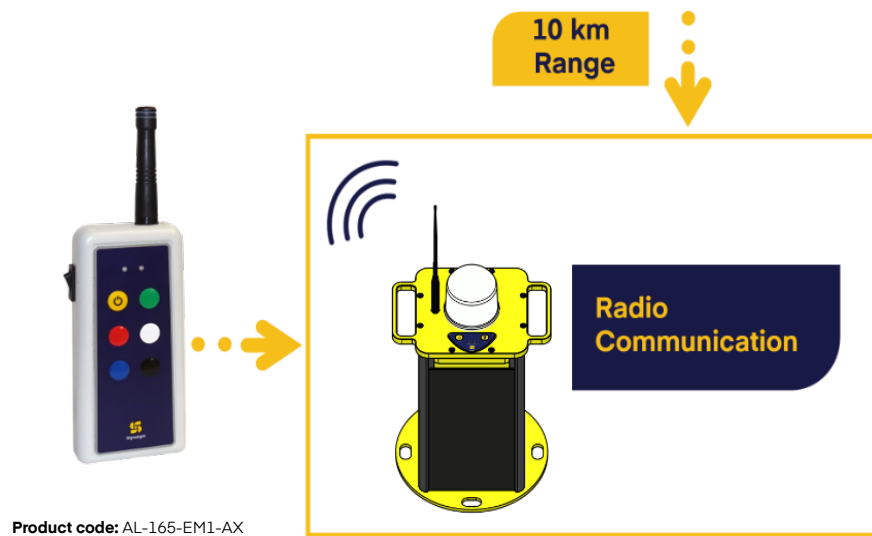 10 km
Range
Radio
Communication
Product code: AL-165-EM1-AX